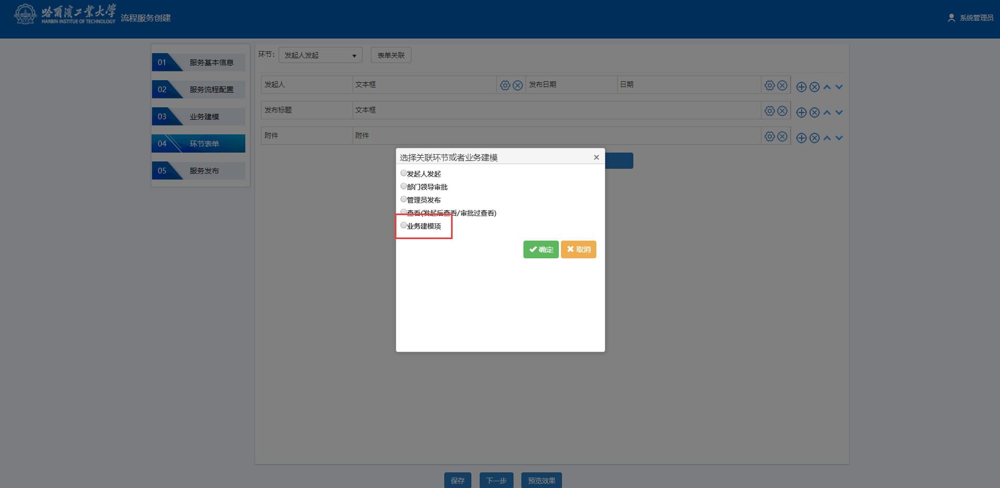 哈爾濱工業大學
HARBIN INSTITUE OF TECHNOLOGY
流程服务创建
系统管理员
01 服务基本信息
02 服务流程配置
03 业务建模
04 环节表单
05 服务发布
环节: 发起人发起 表单关联
发起人 文本框 发布日期 日期
发布标题 文本框
附件 附件
选择关联环节或者业务建模
发起人发起
部门领导审批
管理员发布
查看(发起后查看/审批过查看)
业务建模项
确定 取消
保存 下一步 预览效果